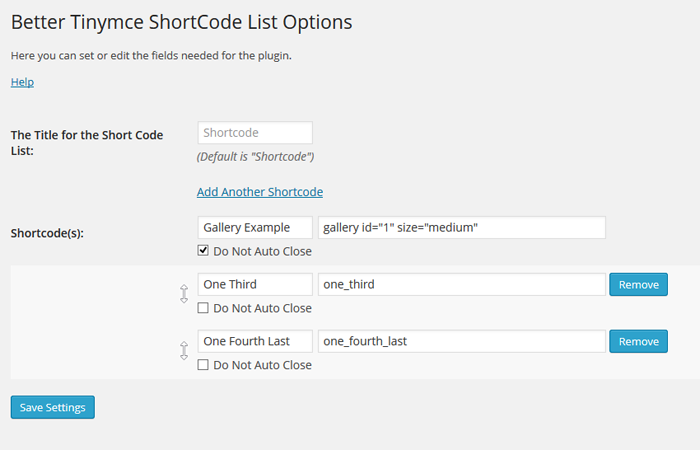 Better Tinymce ShortCode List Options
Here you can set or edit the fields needed for the plugin.
Help
The Title for the Short Code List:
Shortcode
(Default is "Shortcode")
Add Another Shortcode
Shortcode(s):
Gallery Example gallery id="1" size="medium"
Do Not Auto Close
One Third one_third Remove
Do Not Auto Close
One Fourth Last one_fourth_last Remove
Do Not Auto Close
Save Settings